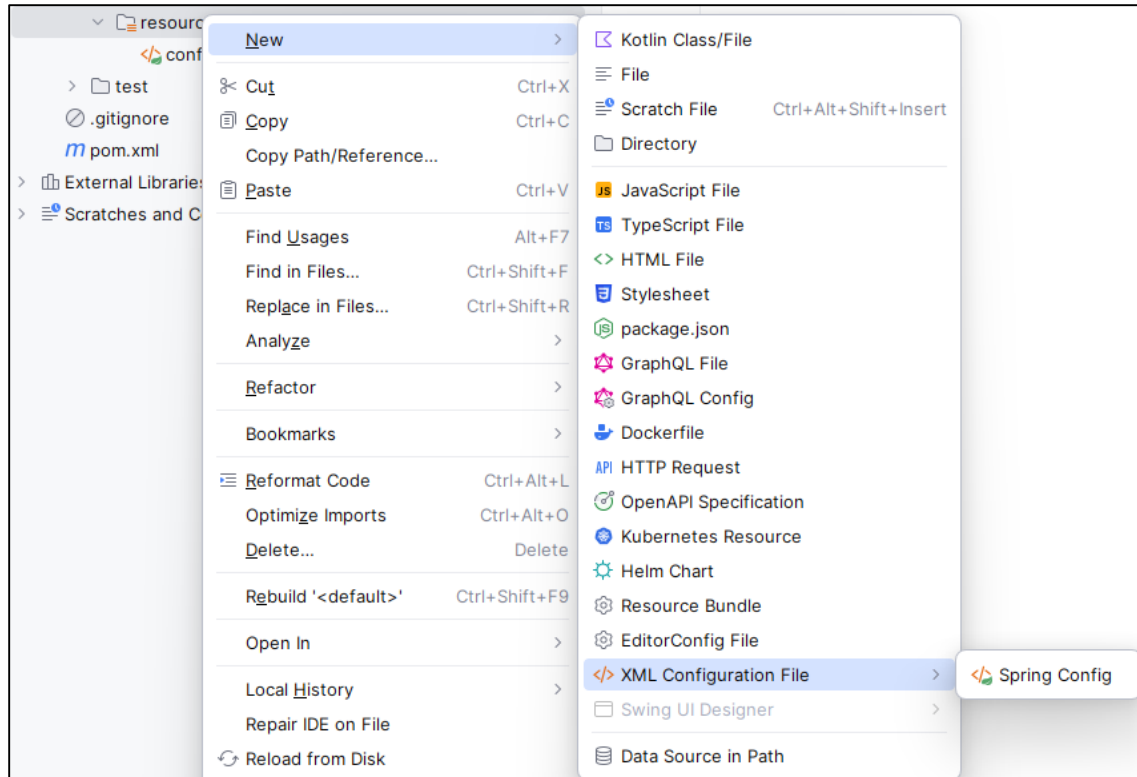 resourc
conf
test
.gitignore
pom.xml
External Libraries
Scratches and C
New
Cut Ctrl+X
Copy Ctrl+C
Copy Path/Reference...
Paste Ctrl+V
Find Usages Alt+F7
Find in Files... Ctrl+Shift+F
Replace in Files... Ctrl+Shift+R
Analyze
Refactor
Bookmarks
Reformat Code Ctrl+Alt+L
Optimize Imports Ctrl+Alt+O
Delete... Delete
Rebuild '<default>' Ctrl+Shift+F9
Open In
Local History
Repair IDE on File
Reload from Disk
Kotlin Class/File
File
Scratch File Ctrl+Alt+Shift+Insert
Directory
JS JavaScript File
TS TypeScript File
HTML File
Stylesheet
package.json
GraphQL File
GraphQL Config
Dockerfile
API HTTP Request
OpenAPI Specification
Kubernetes Resource
Helm Chart
Resource Bundle
EditorConfig File
XML Configuration File
Swing UI Designer
Data Source in Path
Spring Config